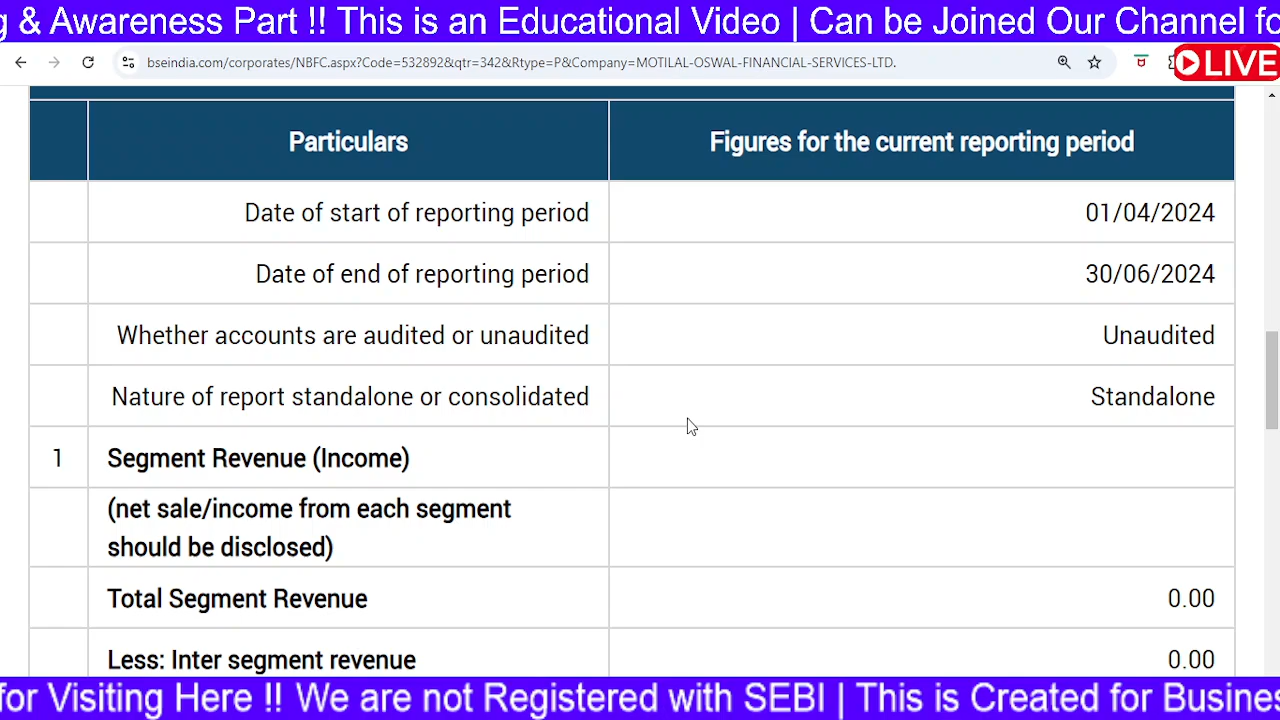 g & Awareness Part !! This is an Educational Video | Can be Joined Our Channel fo
bseindia.com/corporates/NBFC.aspx?Code=532892&qtr=342&Rtype=P&Company=MOTILAL-OSWAL-FINANCIAL-SERVICES-LTD.
LIVE
Particulars
Figures for the current reporting period
Date of start of reporting period
01/04/2024
Date of end of reporting period
30/06/2024
Whether accounts are audited or unaudited
Unaudited
Nature of report standalone or consolidated
Standalone
1
Segment Revenue (Income)
(net sale/income from each segment
should be disclosed)
Total Segment Revenue
0.00
Less: Inter segment revenue
0.00
for Visiting Here !! We are not Registered with SEBI | This is Created for Busines